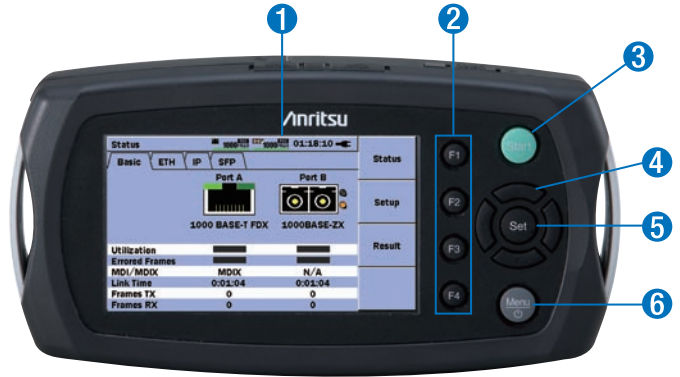 1
2
3
4
5
6
Anritsu
Status
01:18:10
Basic ETH IP SFP
Port A Port B
1000 BASE-T FDX 1000BASE-ZX
Utilization
Errored Frames
MDI/MDIX MDIX N/A
Link Time 0:01:04 0:01:04
Frames TX 0 0
Frames RX 0 0
Status
Setup
Result
F1
F2
F3
F4
Start
Set
Menu